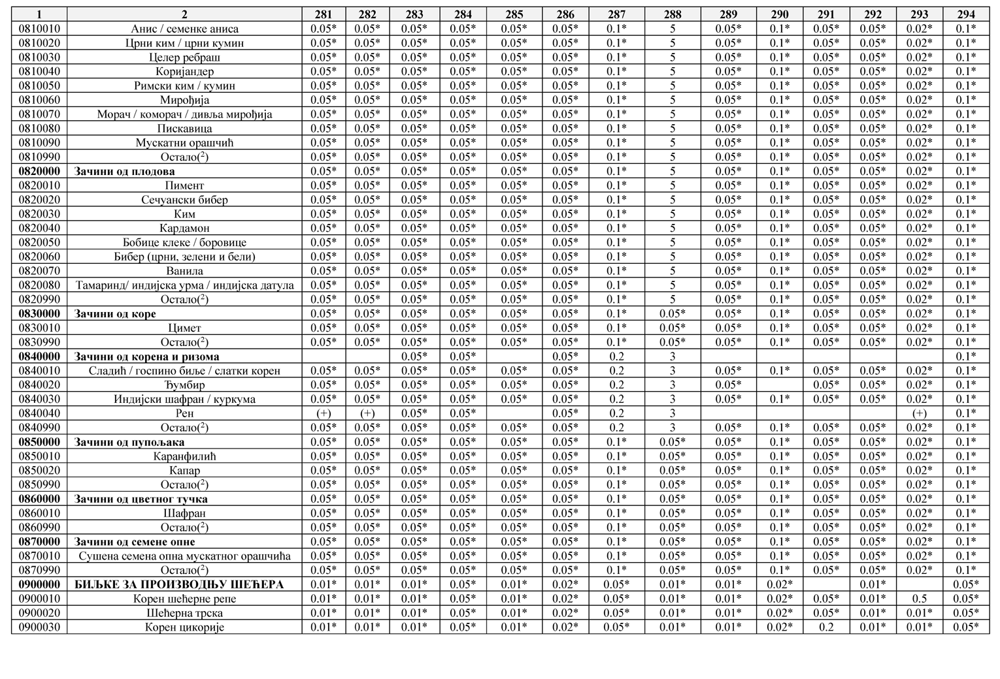 1 2 281 282 283 284 285 286 287 288 289 290 291 292 293 294
0810010 Анис / семенке аниса 0.05* 0.05* 0.05* 0.05* 0.05* 0.05* 0.1* 5 0.05* 0.1* 0.05* 0.05* 0.02* 0.1*
0810020 Црни ким / црни кумин 0.05* 0.05* 0.05* 0.05* 0.05* 0.05* 0.1* 5 0.05* 0.1* 0.05* 0.05* 0.02* 0.1*
0810030 Целер ребраш 0.05* 0.05* 0.05* 0.05* 0.05* 0.05* 0.1* 5 0.05* 0.1* 0.05* 0.05* 0.02* 0.1*
0810040 Коријандер 0.05* 0.05* 0.05* 0.05* 0.05* 0.05* 0.1* 5 0.05* 0.1* 0.05* 0.05* 0.02* 0.1*
0810050 Римски ким / кумин 0.05* 0.05* 0.05* 0.05* 0.05* 0.05* 0.1* 5 0.05* 0.1* 0.05* 0.05* 0.02* 0.1*
0810060 Мирођија 0.05* 0.05* 0.05* 0.05* 0.05* 0.05* 0.1* 5 0.05* 0.1* 0.05* 0.05* 0.02* 0.1*
0810070 Морач / коморач / дивља мирођија 0.05* 0.05* 0.05* 0.05* 0.05* 0.05* 0.1* 5 0.05* 0.1* 0.05* 0.05* 0.02* 0.1*
0810080 Пискавица 0.05* 0.05* 0.05* 0.05* 0.05* 0.05* 0.1* 5 0.05* 0.1* 0.05* 0.05* 0.02* 0.1*
0810090 Мускатни орашчић 0.05* 0.05* 0.05* 0.05* 0.05* 0.05* 0.1* 5 0.05* 0.1* 0.05* 0.05* 0.02* 0.1*
0810990 Остало(²) 0.05* 0.05* 0.05* 0.05* 0.05* 0.05* 0.1* 5 0.05* 0.1* 0.05* 0.05* 0.02* 0.1*
0820000 Зачини од плодова 0.05* 0.05* 0.05* 0.05* 0.05* 0.05* 0.1* 5 0.05* 0.1* 0.05* 0.05* 0.02* 0.1*
0820010 Пимент 0.05* 0.05* 0.05* 0.05* 0.05* 0.05* 0.1* 5 0.05* 0.1* 0.05* 0.05* 0.02* 0.1*
0820020 Сечуански бибер 0.05* 0.05* 0.05* 0.05* 0.05* 0.05* 0.1* 5 0.05* 0.1* 0.05* 0.05* 0.02* 0.1*
0820030 Ким 0.05* 0.05* 0.05* 0.05* 0.05* 0.05* 0.1* 5 0.05* 0.1* 0.05* 0.05* 0.02* 0.1*
0820040 Кардамон 0.05* 0.05* 0.05* 0.05* 0.05* 0.05* 0.1* 5 0.05* 0.1* 0.05* 0.05* 0.02* 0.1*
0820050 Бобице клеке / боровице 0.05* 0.05* 0.05* 0.05* 0.05* 0.05* 0.1* 5 0.05* 0.1* 0.05* 0.05* 0.02* 0.1*
0820060 Бибер (црни, зелени и бели) 0.05* 0.05* 0.05* 0.05* 0.05* 0.05* 0.1* 5 0.05* 0.1* 0.05* 0.05* 0.02* 0.1*
0820070 Ванила 0.05* 0.05* 0.05* 0.05* 0.05* 0.05* 0.1* 5 0.05* 0.1* 0.05* 0.05* 0.02* 0.1*
0820080 Тамаринд/ индијска урма / индијска датула 0.05* 0.05* 0.05* 0.05* 0.05* 0.05* 0.1* 5 0.05* 0.1* 0.05* 0.05* 0.02* 0.1*
0820990 Остало(²) 0.05* 0.05* 0.05* 0.05* 0.05* 0.05* 0.1* 5 0.05* 0.1* 0.05* 0.05* 0.02* 0.1*
0830000 Зачини од коре 0.05* 0.05* 0.05* 0.05* 0.05* 0.05* 0.1* 0.05* 0.05* 0.1* 0.05* 0.05* 0.02* 0.1*
0830010 Цимет 0.05* 0.05* 0.05* 0.05* 0.05* 0.05* 0.1* 0.05* 0.05* 0.1* 0.05* 0.05* 0.02* 0.1*
0830990 Остало(²) 0.05* 0.05* 0.05* 0.05* 0.05* 0.05* 0.1* 0.05* 0.05* 0.1* 0.05* 0.05* 0.02* 0.1*
0840000 Зачини од корена и ризома 0.05* 0.05* 0.05* 0.2 3 0.1*
0840010 Сладић / госпино биље / слатки корен 0.05* 0.05* 0.05* 0.05* 0.05* 0.05* 0.2 3 0.05* 0.1* 0.05* 0.05* 0.02* 0.1*
0840020 Ђумбир 0.05* 0.05* 0.05* 0.05* 0.05* 0.05* 0.2 3 0.05* 0.05* 0.05* 0.02* 0.1*
0840030 Индијски шафран / куркума 0.05* 0.05* 0.05* 0.05* 0.05* 0.05* 0.2 3 0.05* 0.1* 0.05* 0.05* 0.02* 0.1*
0840040 Рен (+) (+) 0.05* 0.05* 0.05* 0.2 3 (+) 0.1*
0840990 Остало(²) 0.05* 0.05* 0.05* 0.05* 0.05* 0.05* 0.2 3 0.05* 0.1* 0.05* 0.05* 0.02* 0.1*
0850000 Зачини од пупољака 0.05* 0.05* 0.05* 0.05* 0.05* 0.05* 0.1* 0.05* 0.05* 0.1* 0.05* 0.05* 0.02* 0.1*
0850010 Каранфилић 0.05* 0.05* 0.05* 0.05* 0.05* 0.05* 0.1* 0.05* 0.05* 0.1* 0.05* 0.05* 0.02* 0.1*
0850020 Капар 0.05* 0.05* 0.05* 0.05* 0.05* 0.05* 0.1* 0.05* 0.05* 0.1* 0.05* 0.05* 0.02* 0.1*
0850990 Остало(²) 0.05* 0.05* 0.05* 0.05* 0.05* 0.05* 0.1* 0.05* 0.05* 0.1* 0.05* 0.05* 0.02* 0.1*
0860000 Зачини од цветног тучка 0.05* 0.05* 0.05* 0.05* 0.05* 0.05* 0.1* 0.05* 0.05* 0.1* 0.05* 0.05* 0.02* 0.1*
0860010 Шафран 0.05* 0.05* 0.05* 0.05* 0.05* 0.05* 0.1* 0.05* 0.05* 0.1* 0.05* 0.05* 0.02* 0.1*
0860990 Остало(²) 0.05* 0.05* 0.05* 0.05* 0.05* 0.05* 0.1* 0.05* 0.05* 0.1* 0.05* 0.05* 0.02* 0.1*
0870000 Зачини од семене опне 0.05* 0.05* 0.05* 0.05* 0.05* 0.05* 0.1* 0.05* 0.05* 0.1* 0.05* 0.05* 0.02* 0.1*
0870010 Сушена семена опна мускатног орашчића 0.05* 0.05* 0.05* 0.05* 0.05* 0.05* 0.1* 0.05* 0.05* 0.1* 0.05* 0.05* 0.02* 0.1*
0870990 Остало(²) 0.05* 0.05* 0.05* 0.05* 0.05* 0.05* 0.1* 0.05* 0.05* 0.1* 0.05* 0.05* 0.02* 0.1*
0900000 БИЉКЕ ЗА ПРОИЗВОДЊУ ШЕЋЕРА 0.01* 0.01* 0.01* 0.05* 0.01* 0.02* 0.05* 0.01* 0.01* 0.02* 0.01* 0.05*
0900010 Корен шећерне репе 0.01* 0.01* 0.01* 0.05* 0.01* 0.02* 0.05* 0.01* 0.01* 0.02* 0.05* 0.01* 0.5 0.05*
0900020 Шећерна трска 0.01* 0.01* 0.01* 0.05* 0.01* 0.02* 0.05* 0.01* 0.01* 0.02* 0.05* 0.01* 0.01* 0.05*
0900030 Корен цикорије 0.01* 0.01* 0.01* 0.05* 0.01* 0.02* 0.05* 0.01* 0.01* 0.02* 0.2 0.01* 0.01* 0.05*